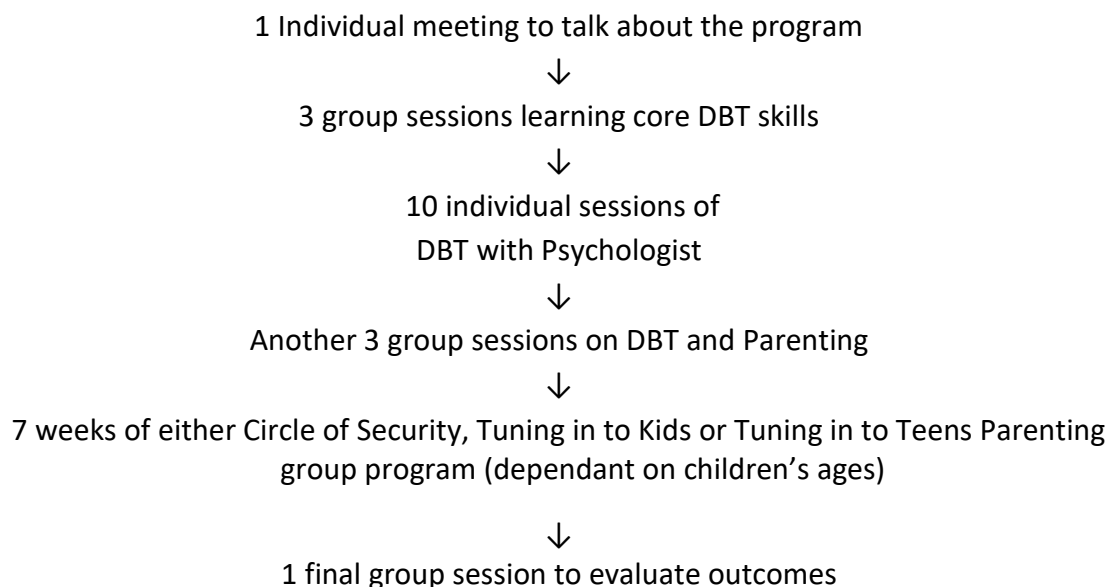 1 Individual meeting to talk about the program
↓
3 group sessions learning core DBT skills
↓
10 individual sessions of
DBT with Psychologist
↓
Another 3 group sessions on DBT and Parenting
↓
7 weeks of either Circle of Security, Tuning in to Kids or Tuning in to Teens Parenting
group program (dependant on children’s ages)
↓
1 final group session to evaluate outcomes